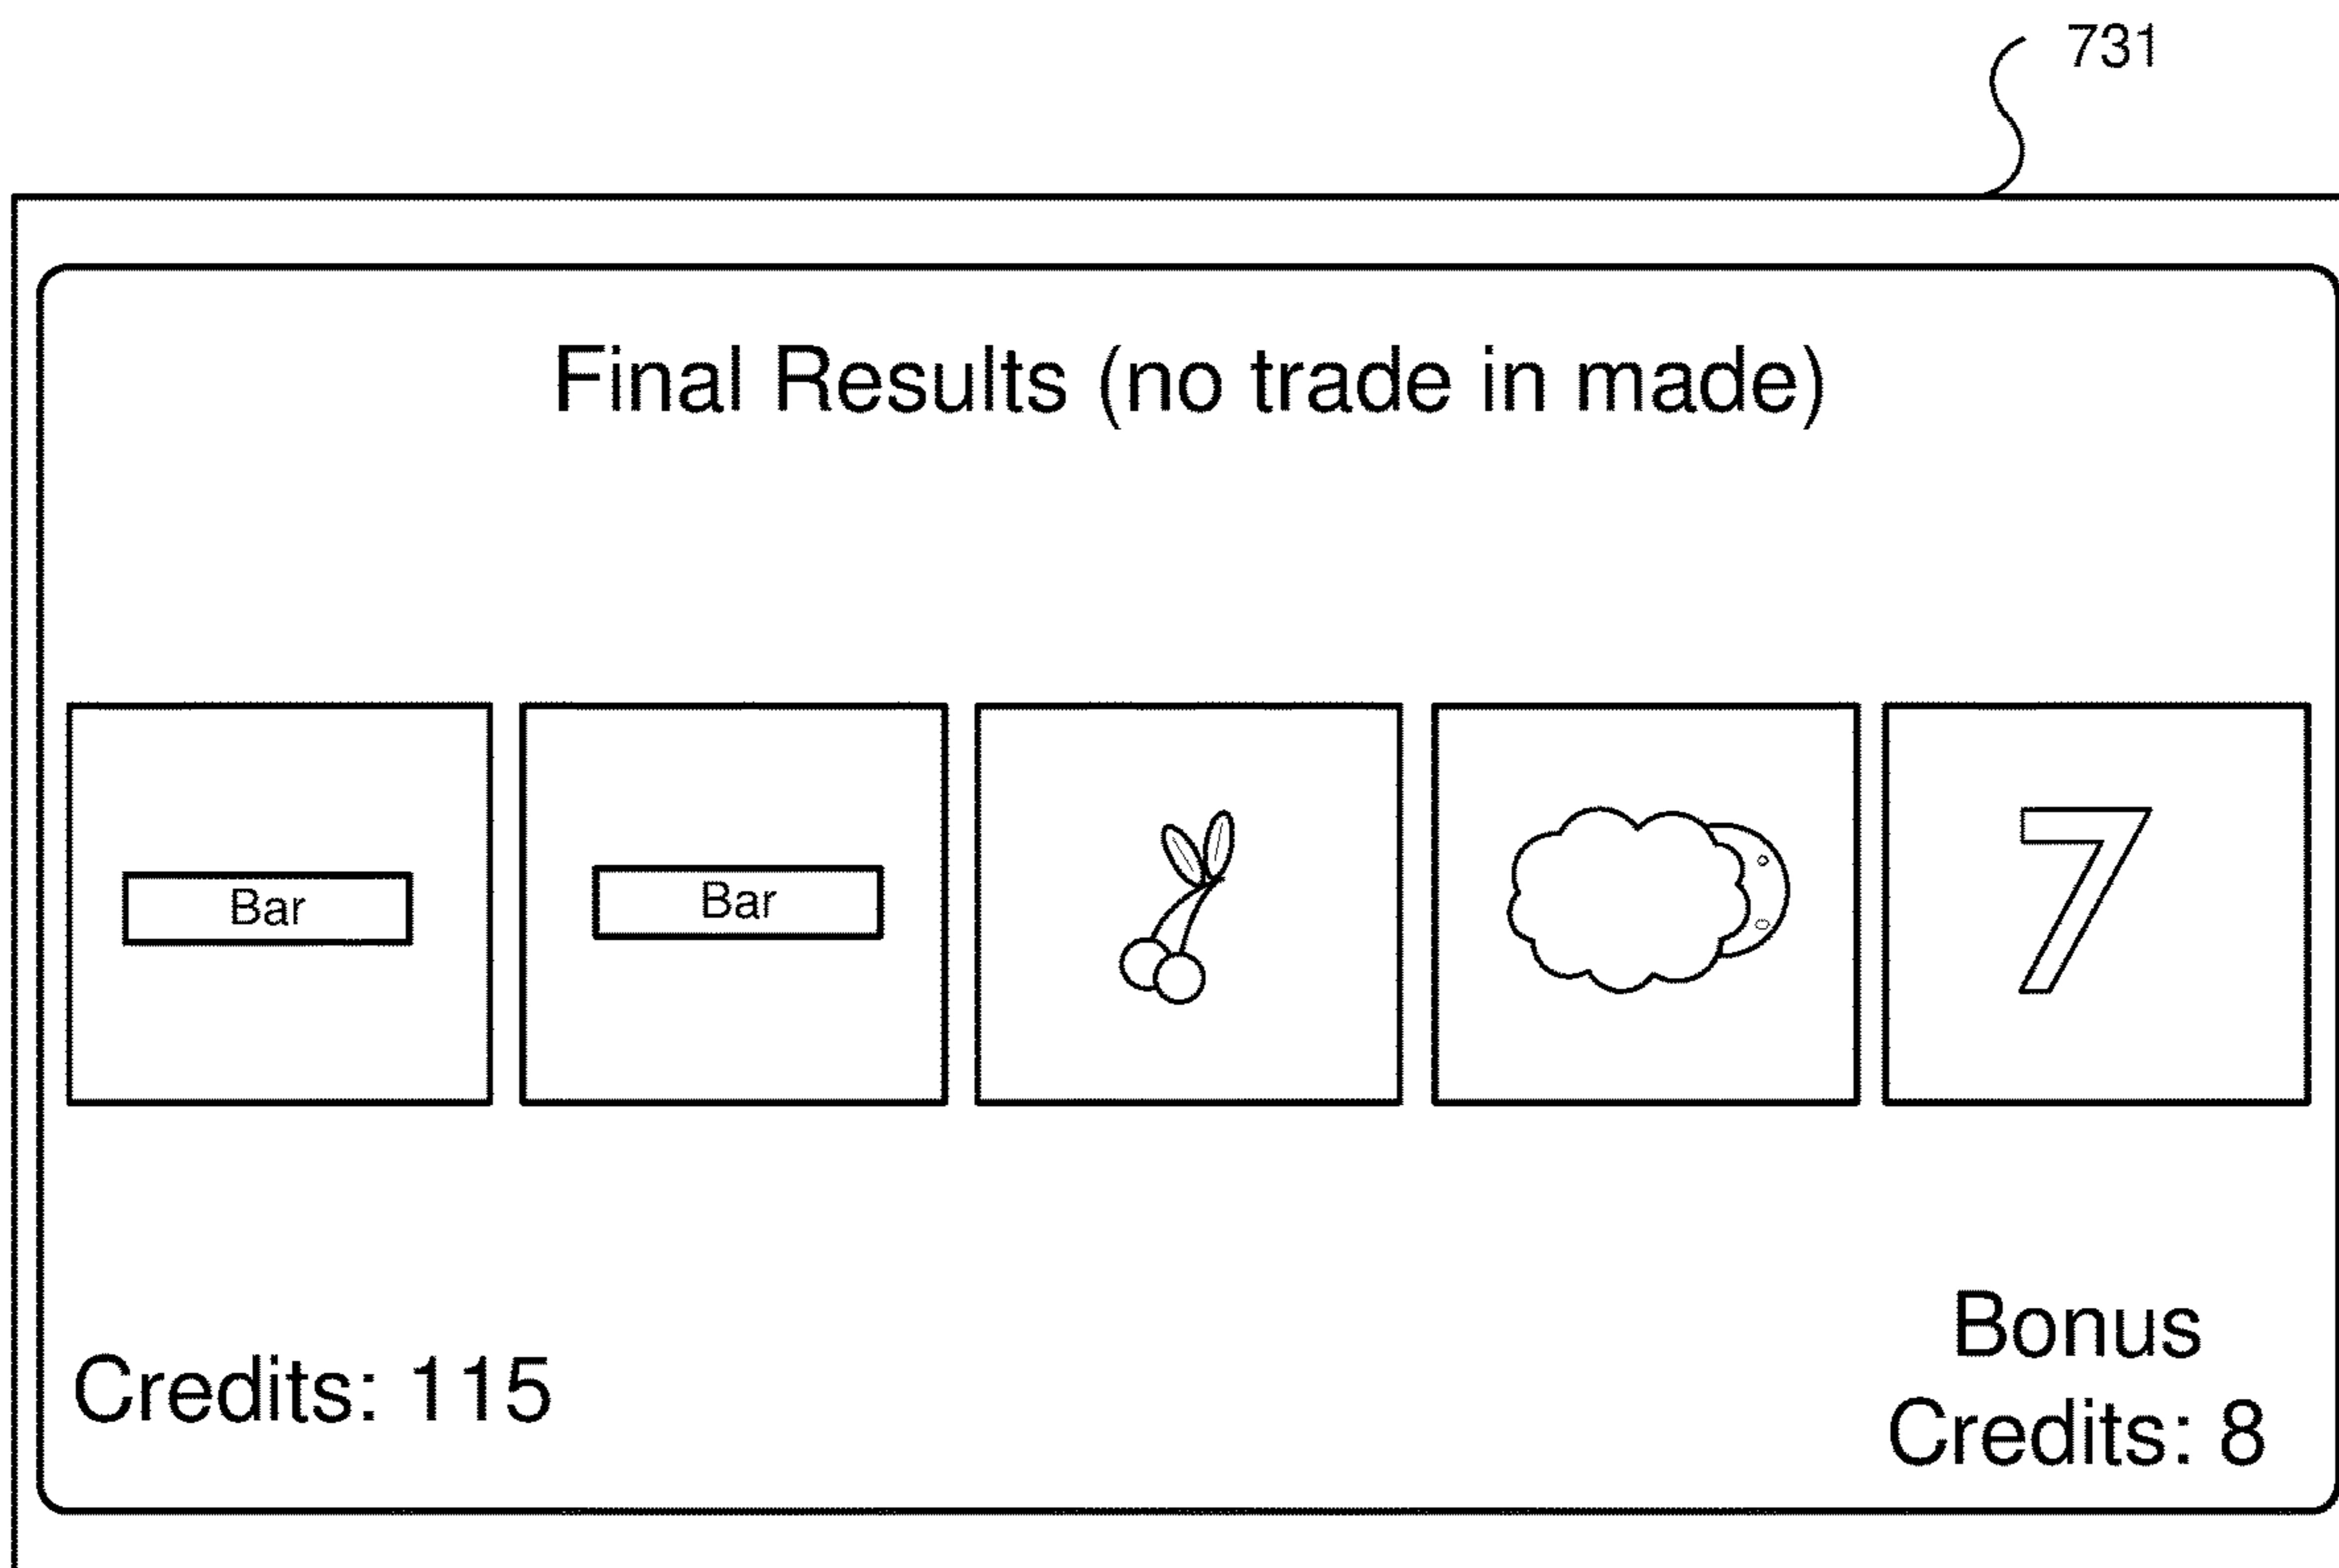 731
Final Results (no trade in made)
Bar
Bar
7
Credits: 115
Bonus
Credits: 8